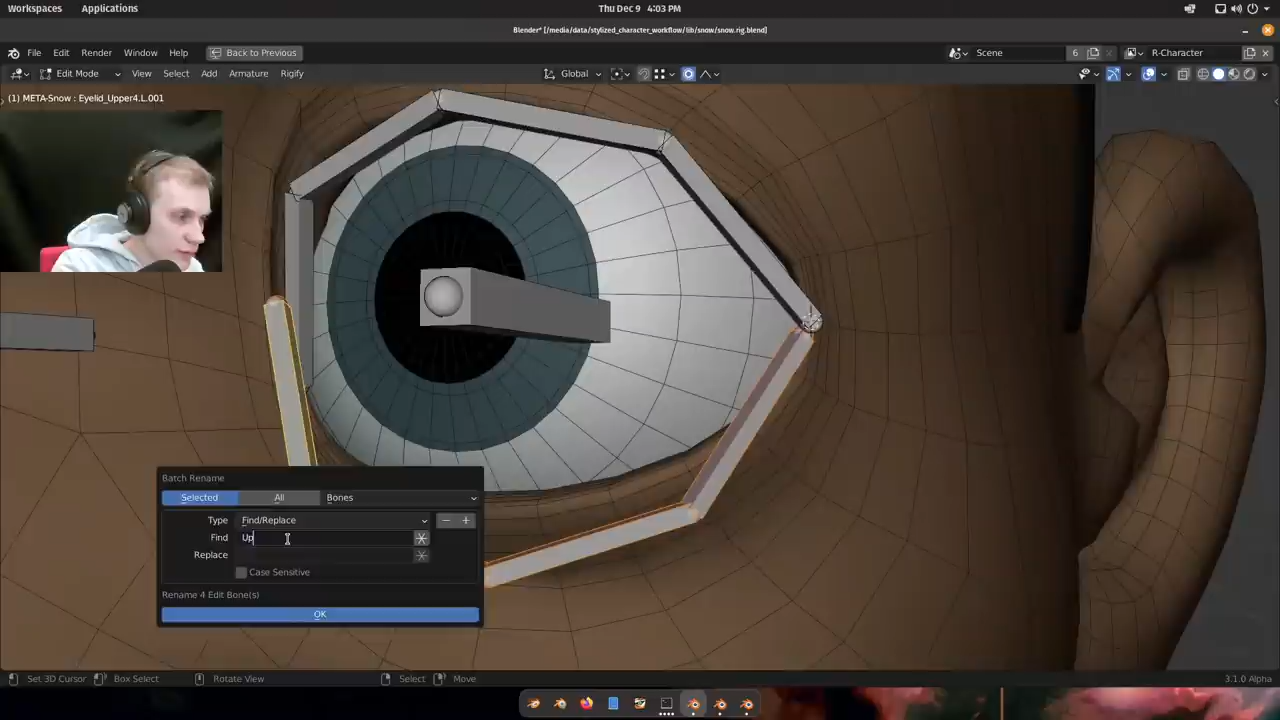 Workspaces Applications Thu Dec 9 4:03 PM
Blender* [/media/data/stylized_character_workflow/lib/snow/snow.rig.blend]
File Edit Render Window Help Back to Previous Scene 6 R-Character
Edit Mode View Select Add Armature Rigify Global
(1) META-Snow : Eyelid_Upper4.L.001
Batch Rename
Selected All Bones
Type Find/Replace
Find Up
Replace
Case Sensitive
Rename 4 Edit Bone(s)
OK
Set 3D Cursor Box Select Rotate View Select Move 3.1.0 Alpha